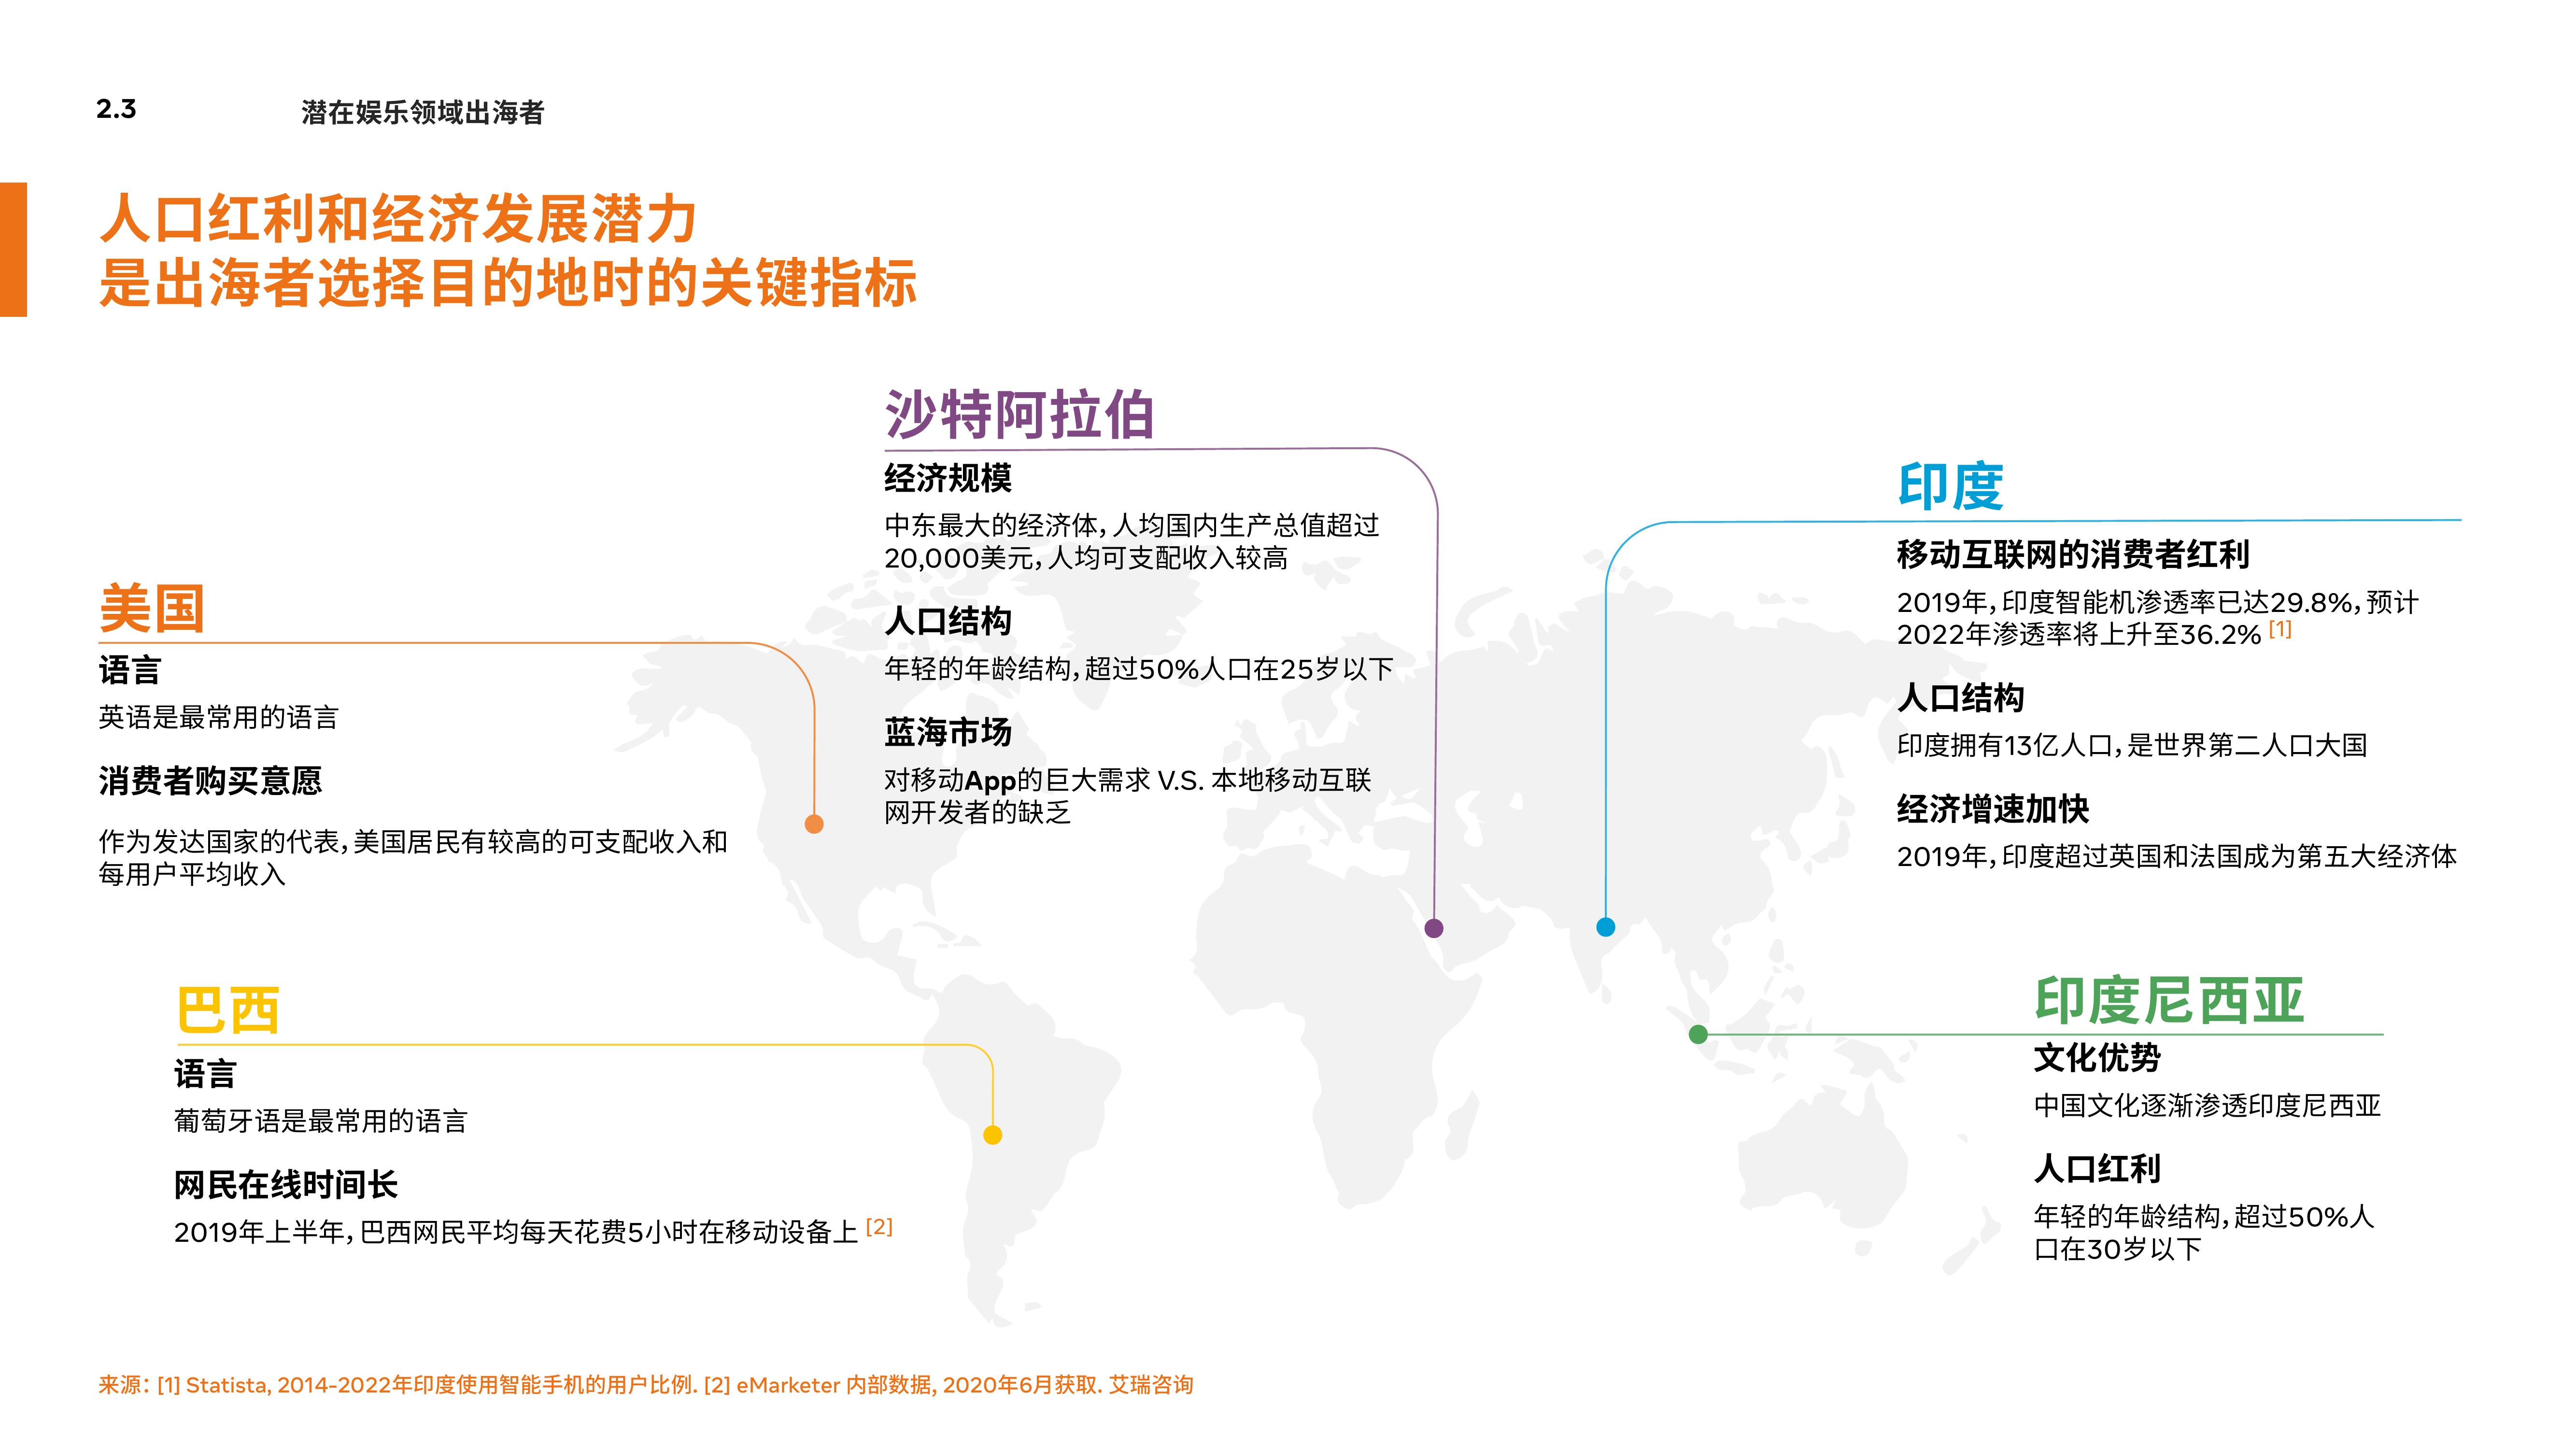 2.3
潜在娱乐领域出海者
人口红利和经济发展潜力
是出海者选择目的地时的关键指标
美国
语言
英语是最常用的语言
消费者购买意愿
作为发达国家的代表，美国居民有较高的可支配收入和
每用户平均收入
沙特阿拉伯
经济规模
中东最大的经济体，人均国内生产总值超过
20,000美元，人均可支配收入较高
人口结构
年轻的年龄结构，超过50%人口在25岁以下
蓝海市场
对移动App的巨大需求 V.S. 本地移动互联
网开发者的缺乏
印度
移动互联网的消费者红利
2019年，印度智能机渗透率已达29.8%，预计
2022年渗透率将上升至36.2% [1]
人口结构
印度拥有13亿人口，是世界第二人口大国
经济增速加快
2019年，印度超过英国和法国成为第五大经济体
巴西
语言
葡萄牙语是最常用的语言
网民在线时间长
2019年上半年，巴西网民平均每天花费5小时在移动设备上 [2]
印度尼西亚
文化优势
中国文化逐渐渗透印度尼西亚
人口红利
年轻的年龄结构，超过50%人
口在30岁以下
来源：[1] Statista, 2014-2022年印度使用智能手机的用户比例. [2] eMarketer 内部数据, 2020年6月获取. 艾瑞咨询